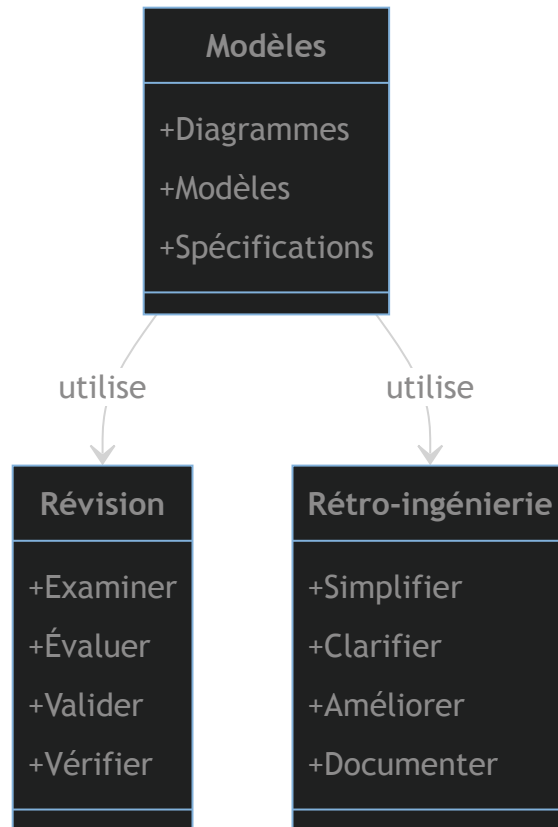 Modèles
+Diagrammes
+Modèles
+Spécifications
utilise
utilise
Révision
+Examiner
+Évaluer
+Valider
+Vérifier
Rétro-ingénierie
+Simplifier
+Clarifier
+Améliorer
+Documenter